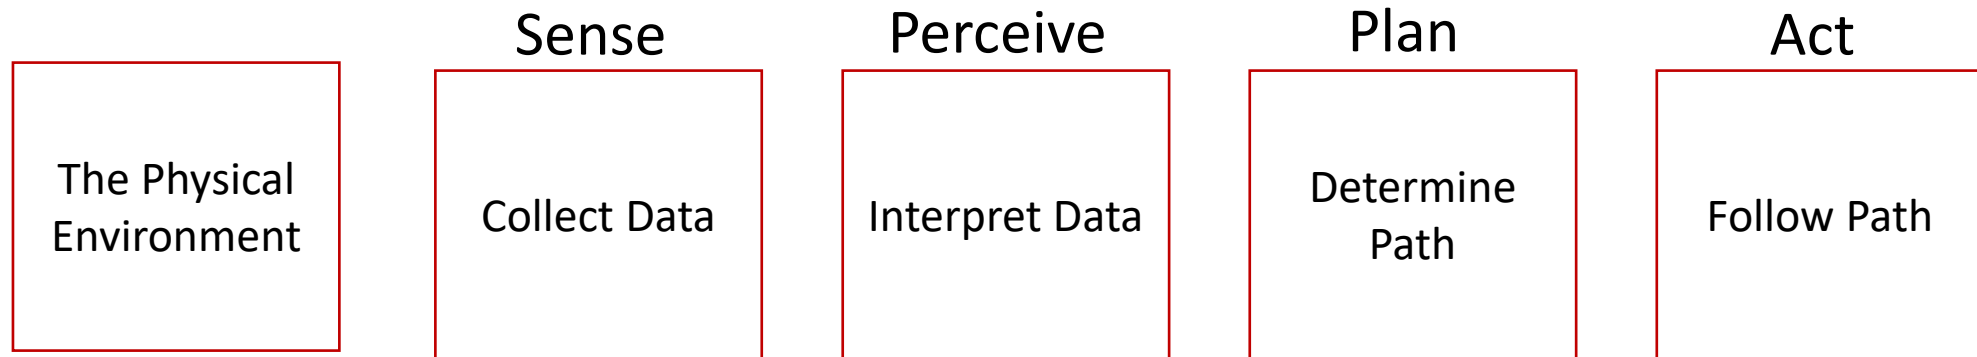 Sense
Perceive
Plan
Act
The Physical
Environment
Collect Data
Interpret Data
Determine
Path
Follow Path